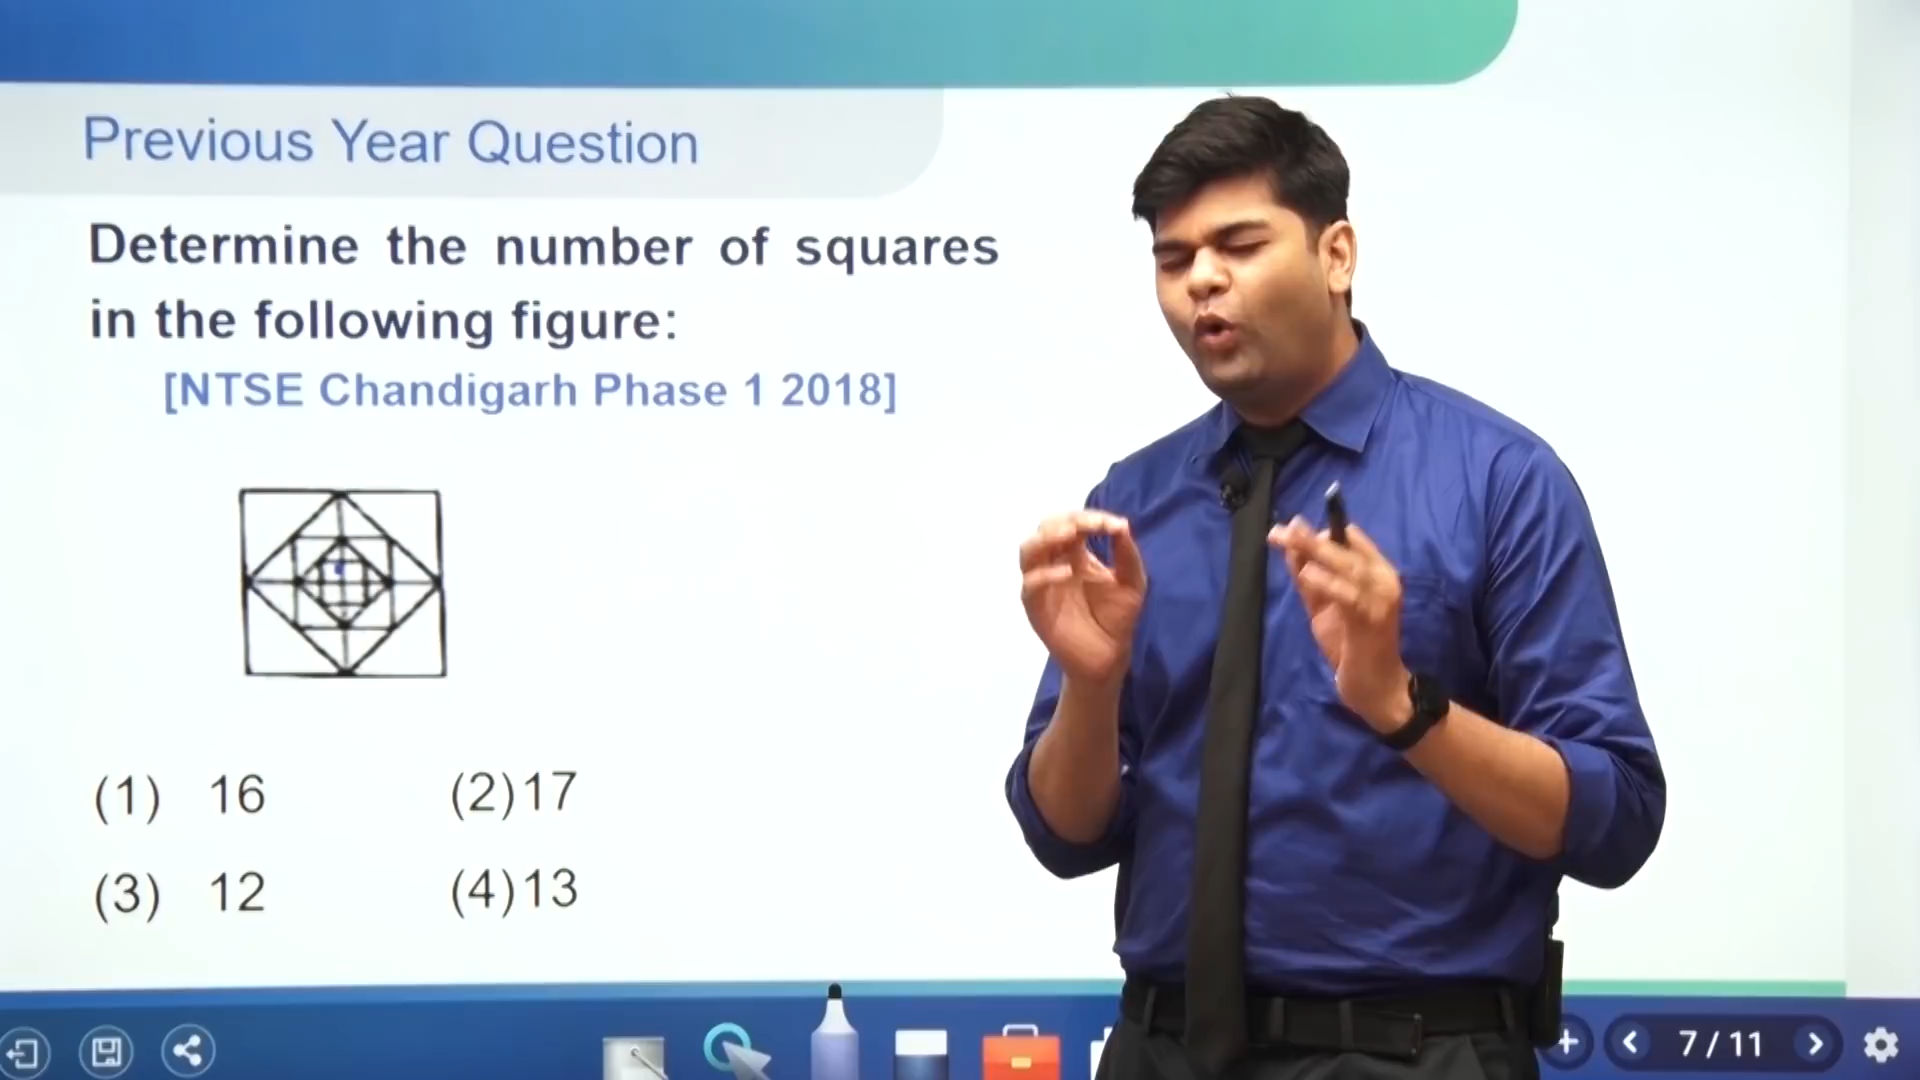 Previous Year Question
Determine the number of squares
in the following figure:
[NTSE Chandigarh Phase 1 2018]
(1) 16
(2) 17
(3) 12
(4) 13
7 / 11